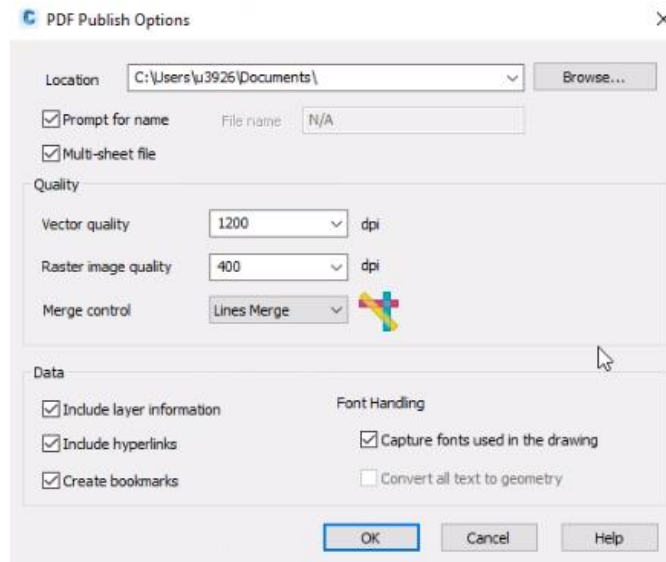 PDF Publish Options
Location C:\Users\u3926\Documents\ Browse...
Prompt for name File name N/A
Multi-sheet file
Quality
Vector quality 1200 dpi
Raster image quality 400 dpi
Merge control Lines Merge
Data
Include layer information Font Handling
Include hyperlinks Capture fonts used in the drawing
Create bookmarks Convert all text to geometry
OK Cancel Help